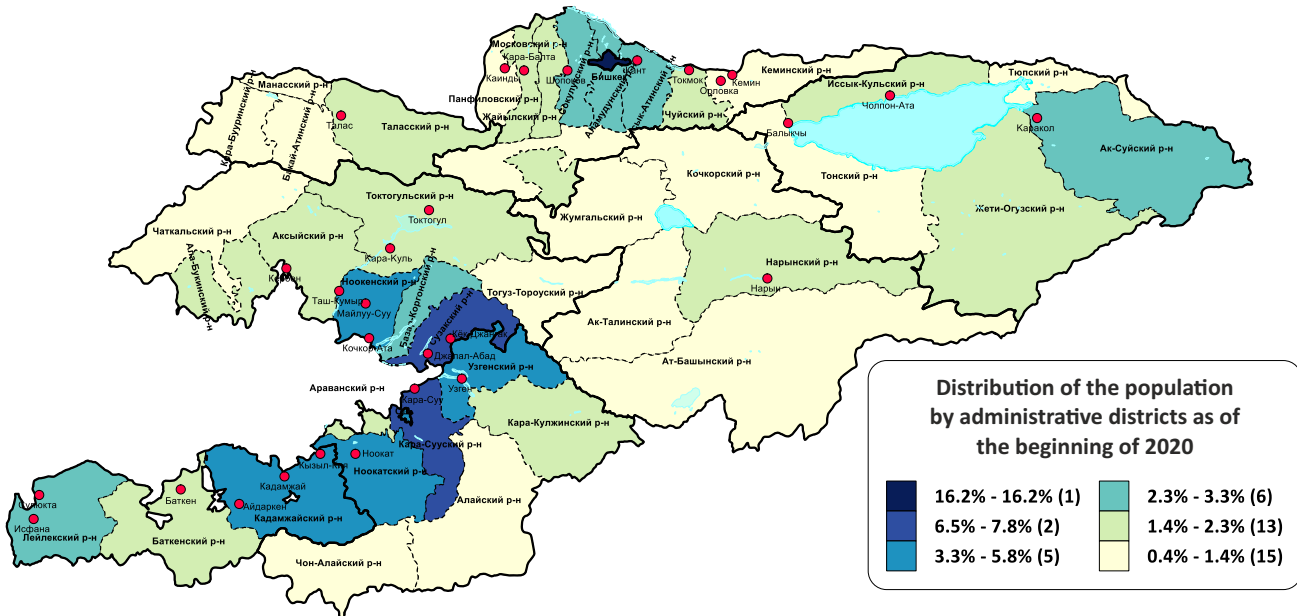 Московский р-н
Кара-Балта
Каинды
Шопоков
Сокулукский р-н
Бишкек
Кант
Аламудунский р-н
Ысык-Атинский р-н
Токмок
Орловка
Кемин
Кеминский р-н
Тюпский р-н
Панфиловский р-н
Жайылский р-н
Чуйский р-н
Иссык-Кульский р-н
Чолпон-Ата
Балыкчы
Каракол
Ак-Суйский р-н
Манасский р-н
Кара-Бууринский р-н
Бакай-Атинский р-н
Талас
Таласский р-н
Кочкорский р-н
Тонский р-н
Жети-Огузский р-н
Токтогульский р-н
Токтогул
Жумгальский р-н
Чаткальский р-н
Аксыйский р-н
Кара-Куль
Ала-Букинский р-н
Кербен
Ноокенский р-н
Базар-Коргонский р-н
Нарынский р-н
Нарын
Таш-Кумыр
Майлуу-Суу
Тогуз-Тороуский р-н
Сузакский р-н
Ак-Талинский р-н
Кочкор-Ата
Кёк-Джангак
Джалал-Абад
Ат-Башынский р-н
Узгенский р-н
Узген
Араванский р-н
Кара-Суу
Кара-Кулжинский р-н
Кара-Сууский р-н
Кызыл-Кия
Ноокат
Ноокатский р-н
Кадамжай
Баткен
Айдаркен
Кадамжайский р-н
Сулюкта
Исфана
Лейлекский р-н
Баткенский р-н
Алайский р-н
Чон-Алайский р-н
Distribution of the population
by administrative districts as of
the beginning of 2020
16.2% - 16.2% (1)
6.5% - 7.8% (2)
3.3% - 5.8% (5)
2.3% - 3.3% (6)
1.4% - 2.3% (13)
0.4% - 1.4% (15)